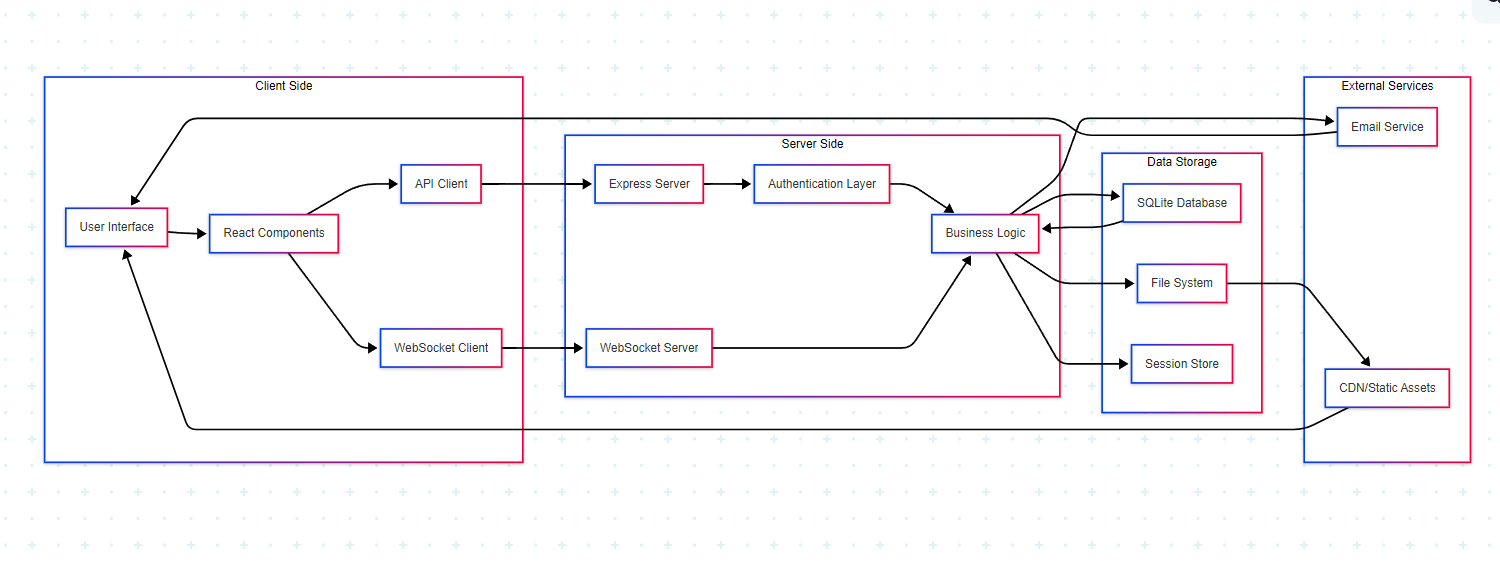 Client Side
External Services
Email Service
Server Side
Data Storage
API Client
Express Server
Authentication Layer
SQLite Database
User Interface
React Components
Business Logic
File System
WebSocket Client
WebSocket Server
Session Store
CDN/Static Assets